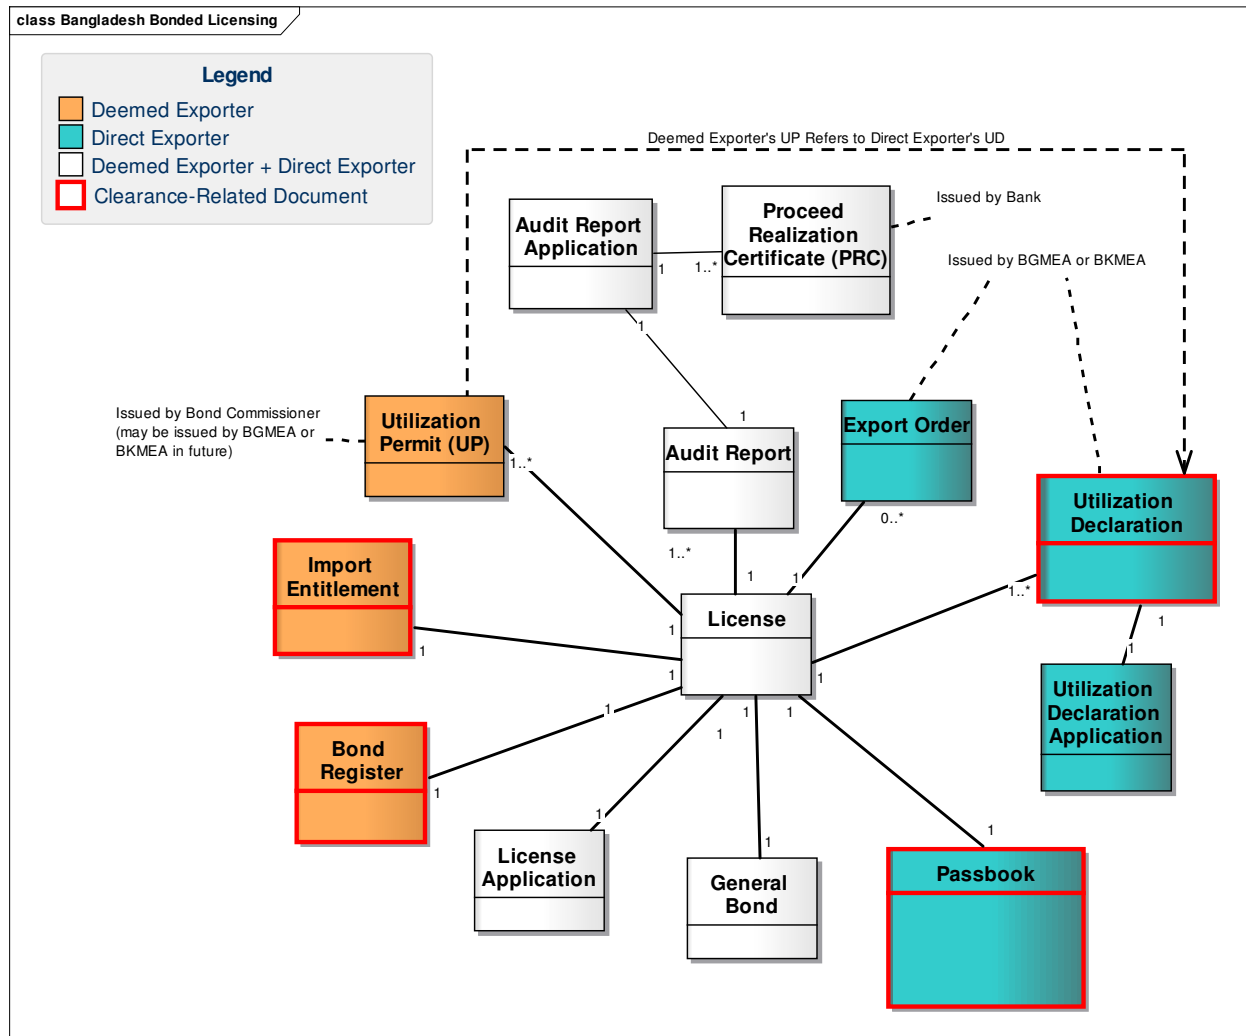 class Bangladesh Bonded Licensing
Legend
Deemed Exporter
Direct Exporter
Deemed Exporter + Direct Exporter
Clearance-Related Document
Deemed Exporter's UP Refers to Direct Exporter's UD
Audit Report
Application
1
1..*
Proceed
Realization
Certificate (PRC)
Issued by Bank
Issued by BGMEA or BKMEA
1
1
Issued by Bond Commissioner
(may be issued by BGMEA or
BKMEA in future)
Utilization
Permit (UP)
1..*
Audit Report
1..*
1
Export Order
0..*
1
Utilization
Declaration
1..*
1
1
Import
Entitlement
1
1
License
1
1
1
Utilization
Declaration
Application
Bond
Register
1
1
1
1
1
License
Application
1
General
Bond
1
Passbook
1